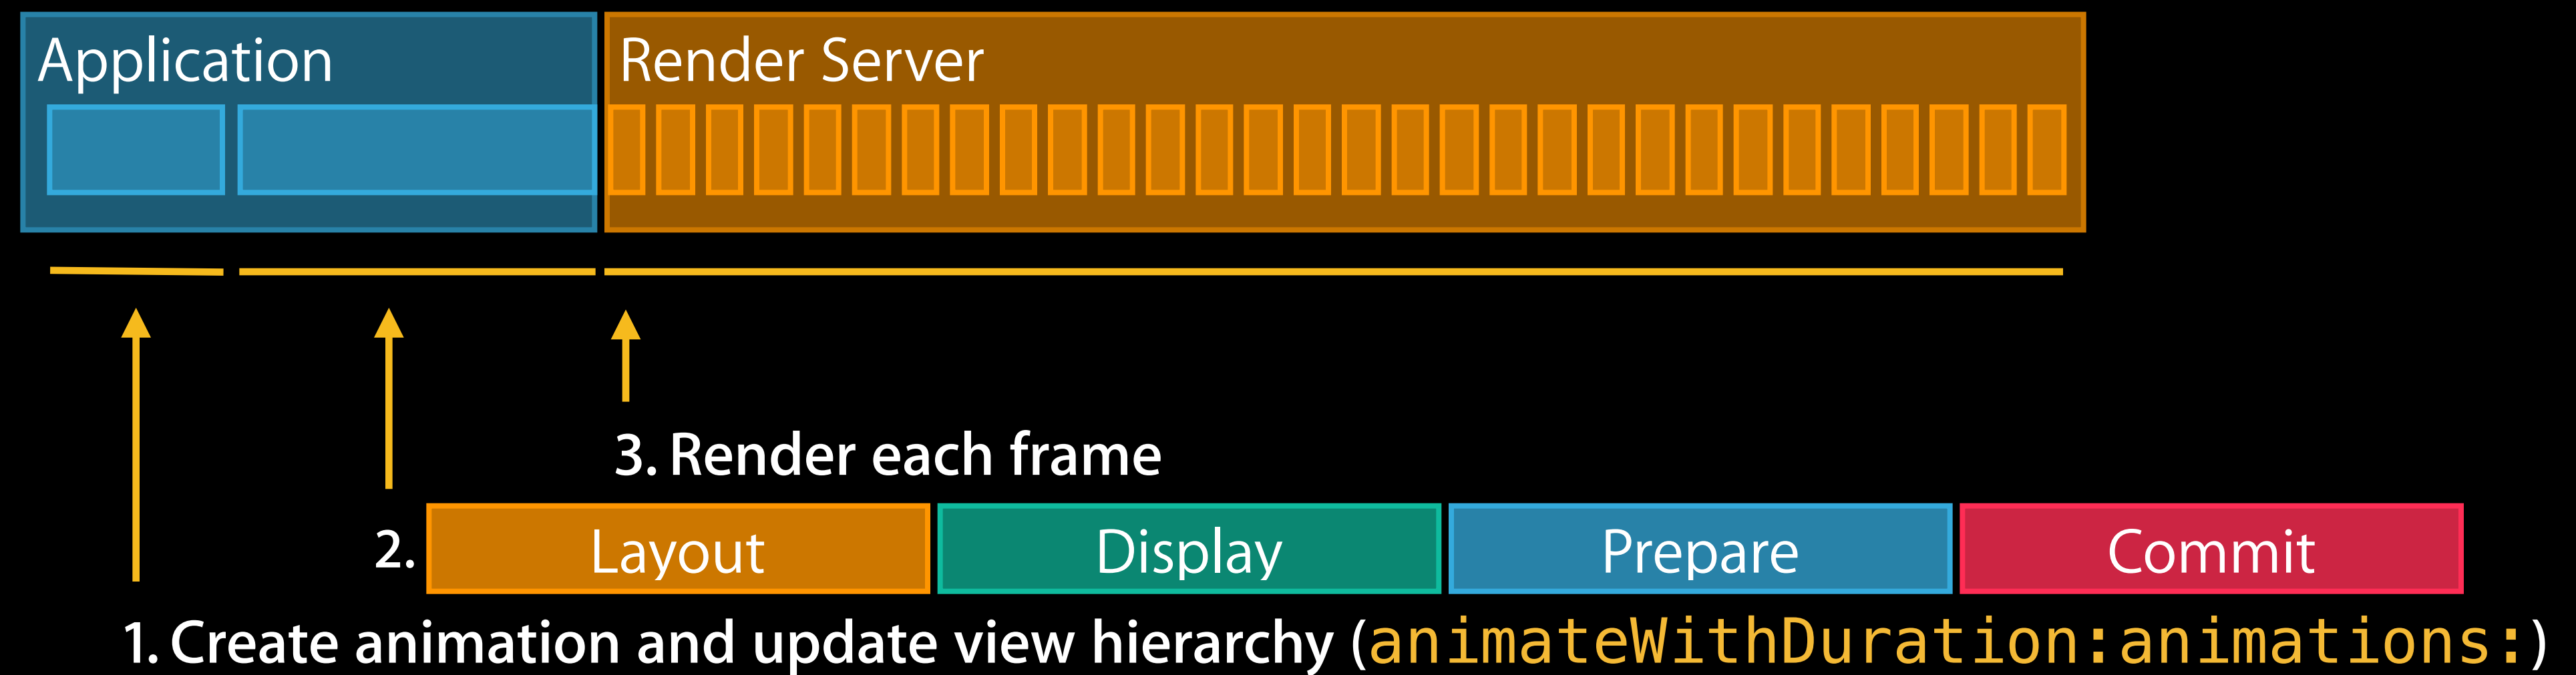 Application
Render Server
3. Render each frame
2. Layout Display Prepare Commit
1. Create animation and update view hierarchy (animateWithDuration:animations:)